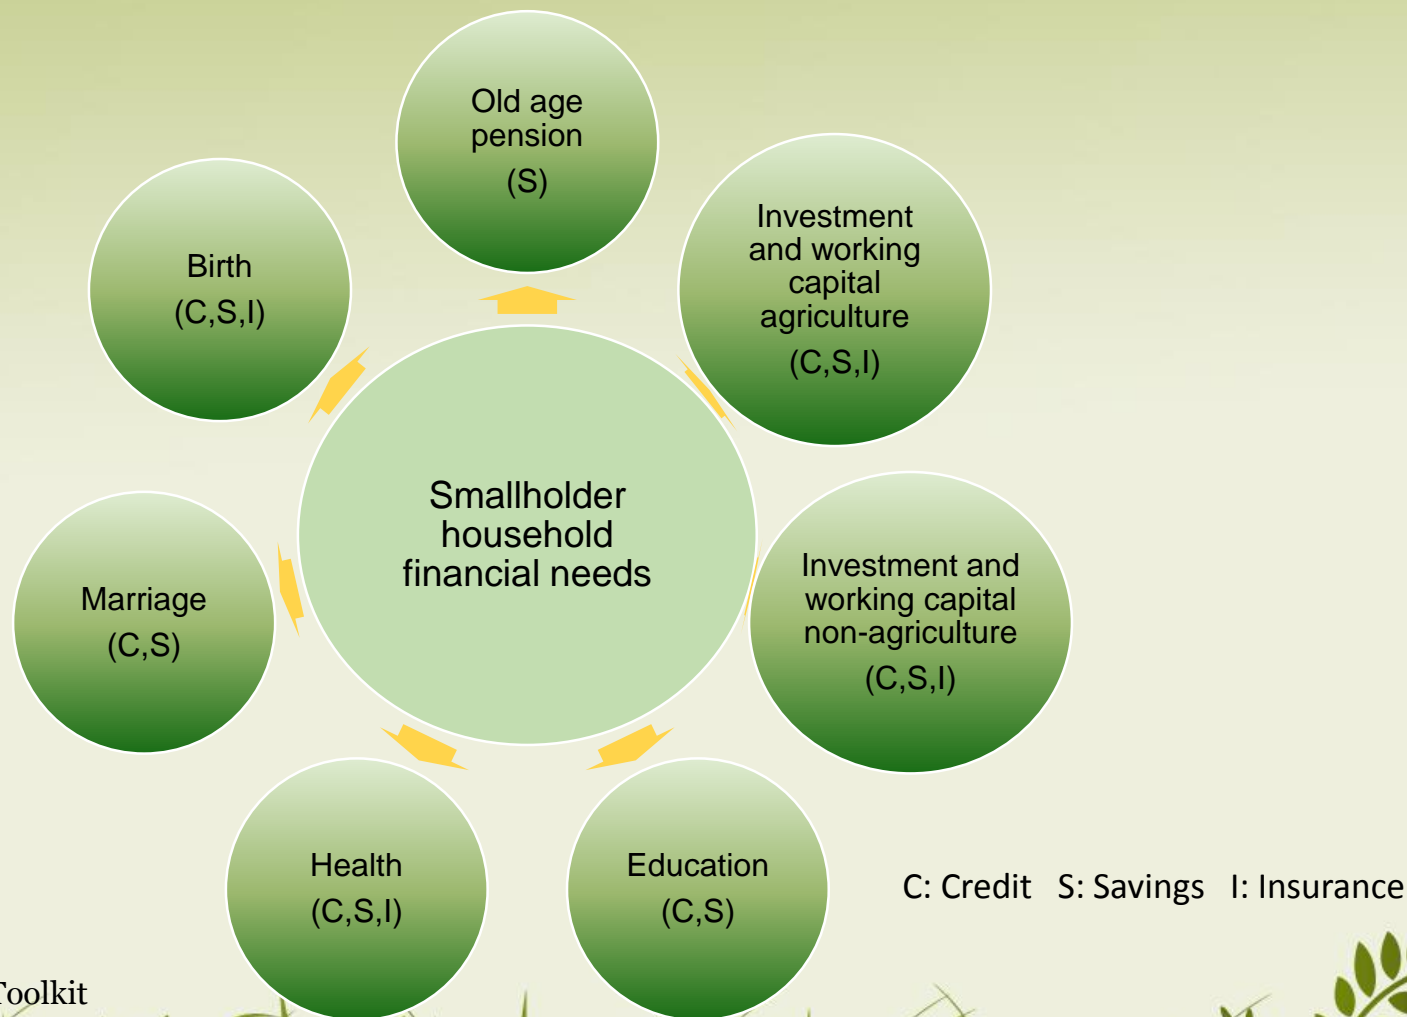 Old age
pension
(S)
Investment
and working
capital
agriculture
(C,S,I)
Birth
(C,S,I)
Smallholder
household
financial needs
Investment and
working capital
non-agriculture
(C,S,I)
Marriage
(C,S)
Health
(C,S,I)
Education
(C,S)
C: Credit S: Savings I: Insurance
Toolkit